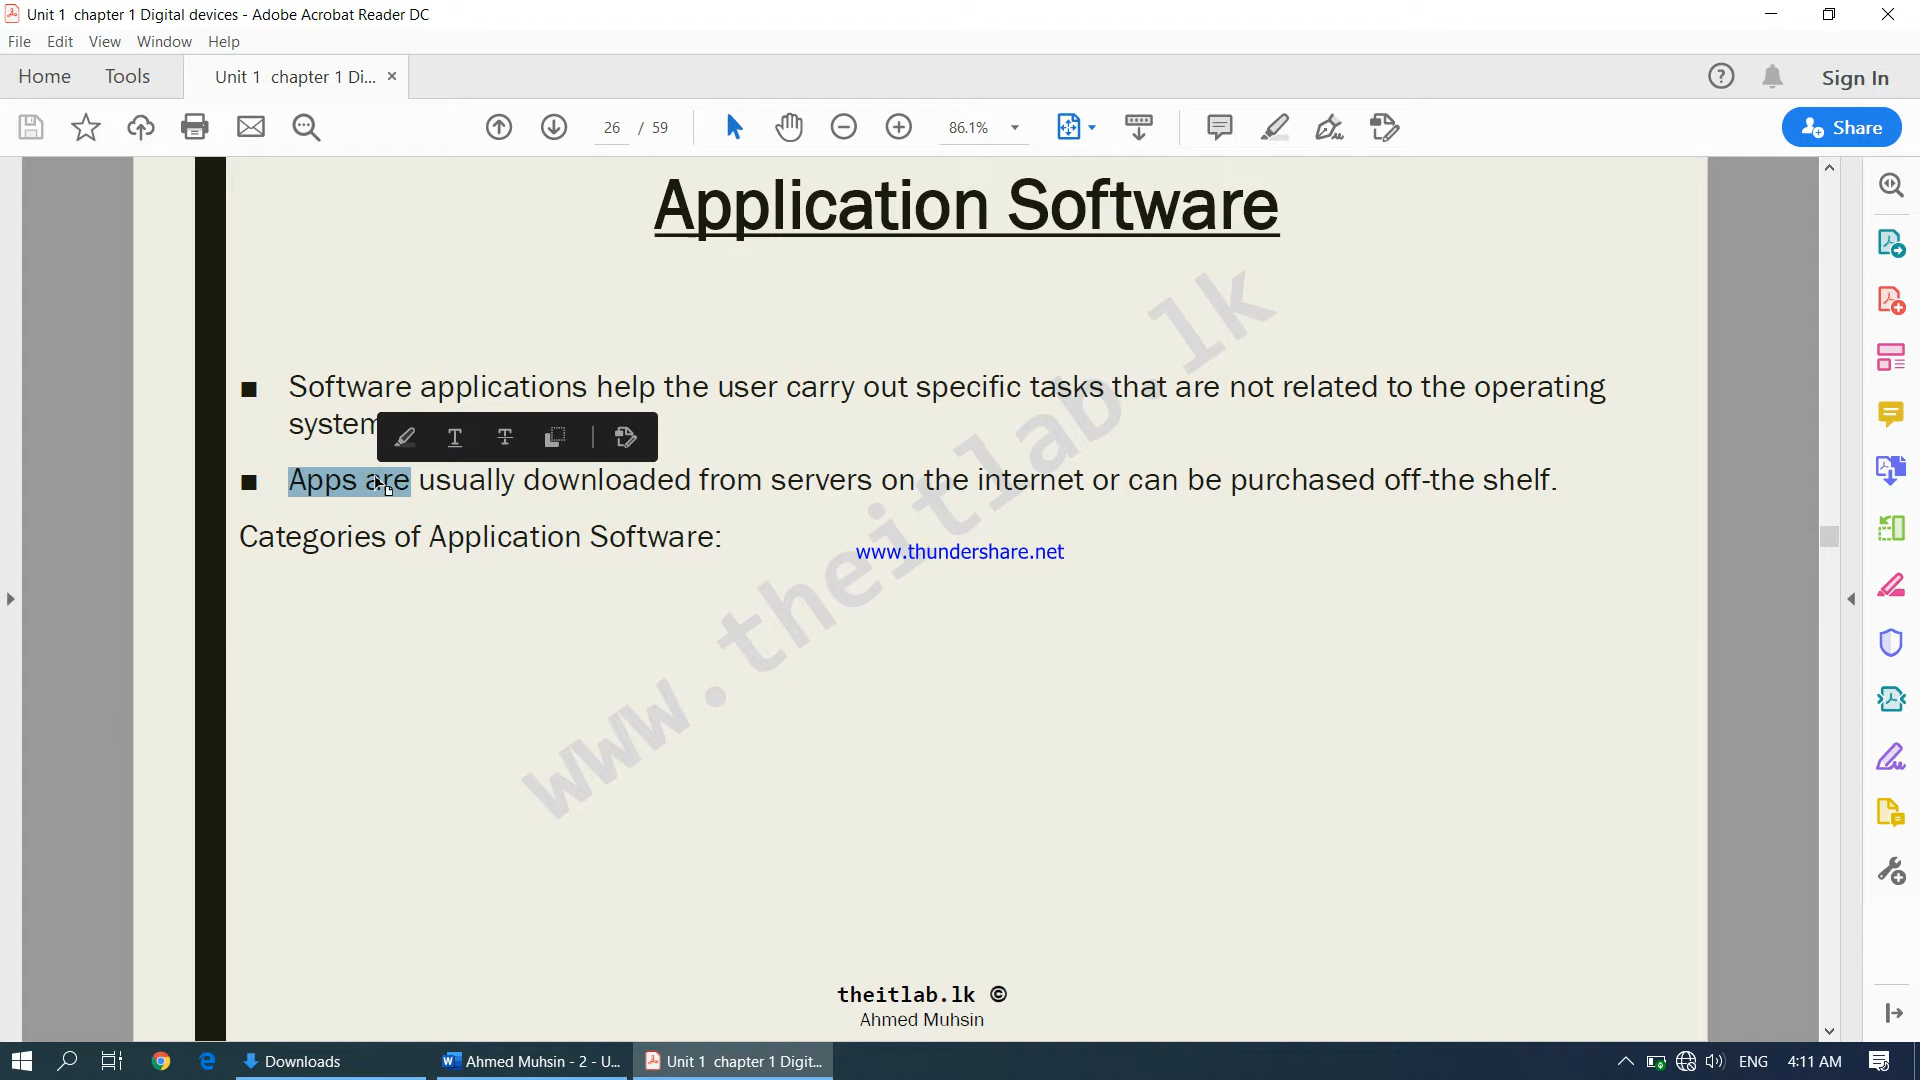 Unit 1  chapter 1 Digital devices - Adobe Acrobat Reader DC
File Edit View Window Help
Home Tools Unit 1  chapter 1 Di... × Sign In
26 / 59 86.1% Share
Application Software
Software applications help the user carry out specific tasks that are not related to the operating
system
Apps are usually downloaded from servers on the internet or can be purchased off-the shelf.
Categories of Application Software:
www.thundershare.net
www.theitlab.lk
theitlab.lk ©
Ahmed Muhsin
Downloads Ahmed Muhsin - 2 - U... Unit 1  chapter 1 Digit... ENG 4:11 AM